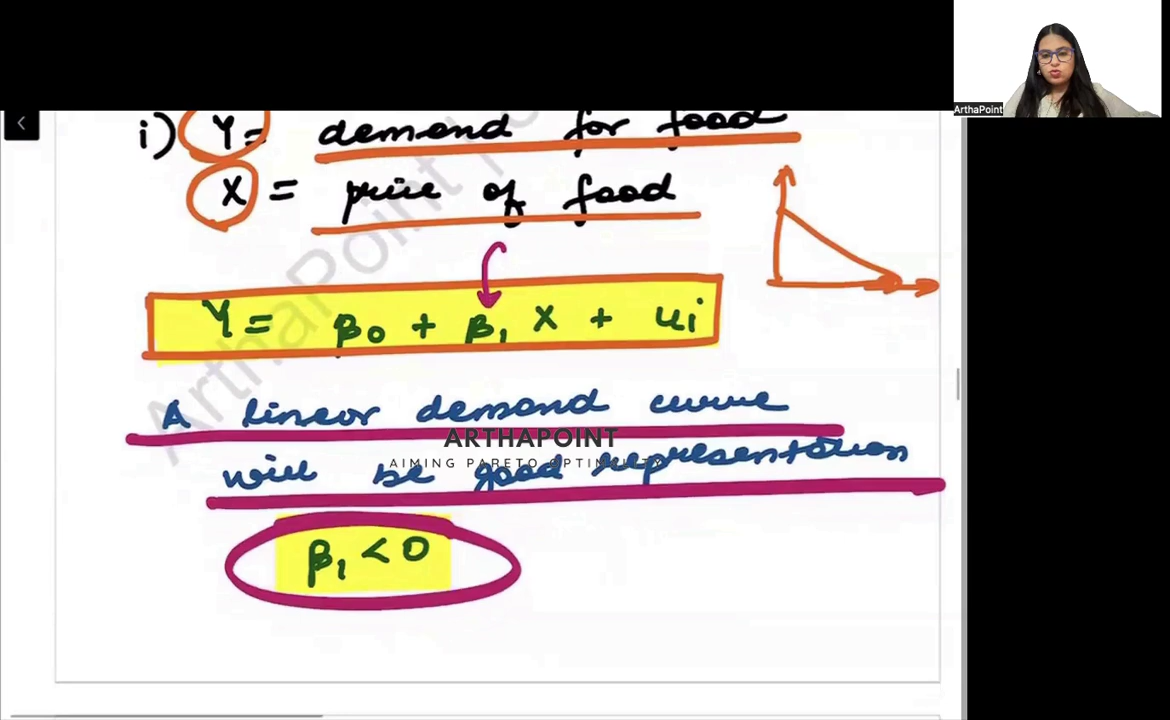 ArthaPoint
i) Y = demand for food
X = price of food
Y = β0 + β1 X + ui
A linear demand curve
ARTHAPOINT
AIMING PARETO OPTIMALITY
will be good representation
β1 < 0
ArthaPoint